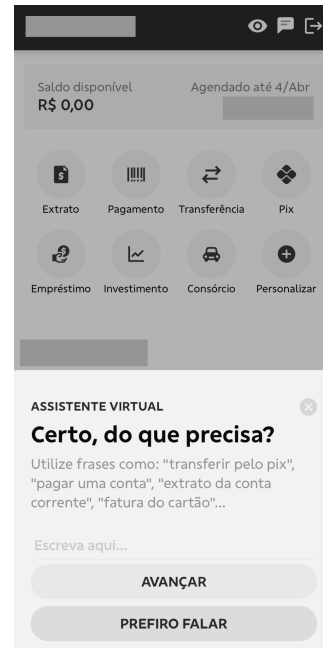 Saldo disponível Agendado até 4/Abr
R$ 0,00
Extrato Pagamento Transferência Pix
Empréstimo Investimento Consórcio Personalizar
ASSISTENTE VIRTUAL
Certo, do que precisa?
Utilize frases como: "transferir pelo pix",
"pagar uma conta", "extrato da conta
corrente", "fatura do cartão"...
Escreva aqui...
AVANÇAR
PREFIRO FALAR